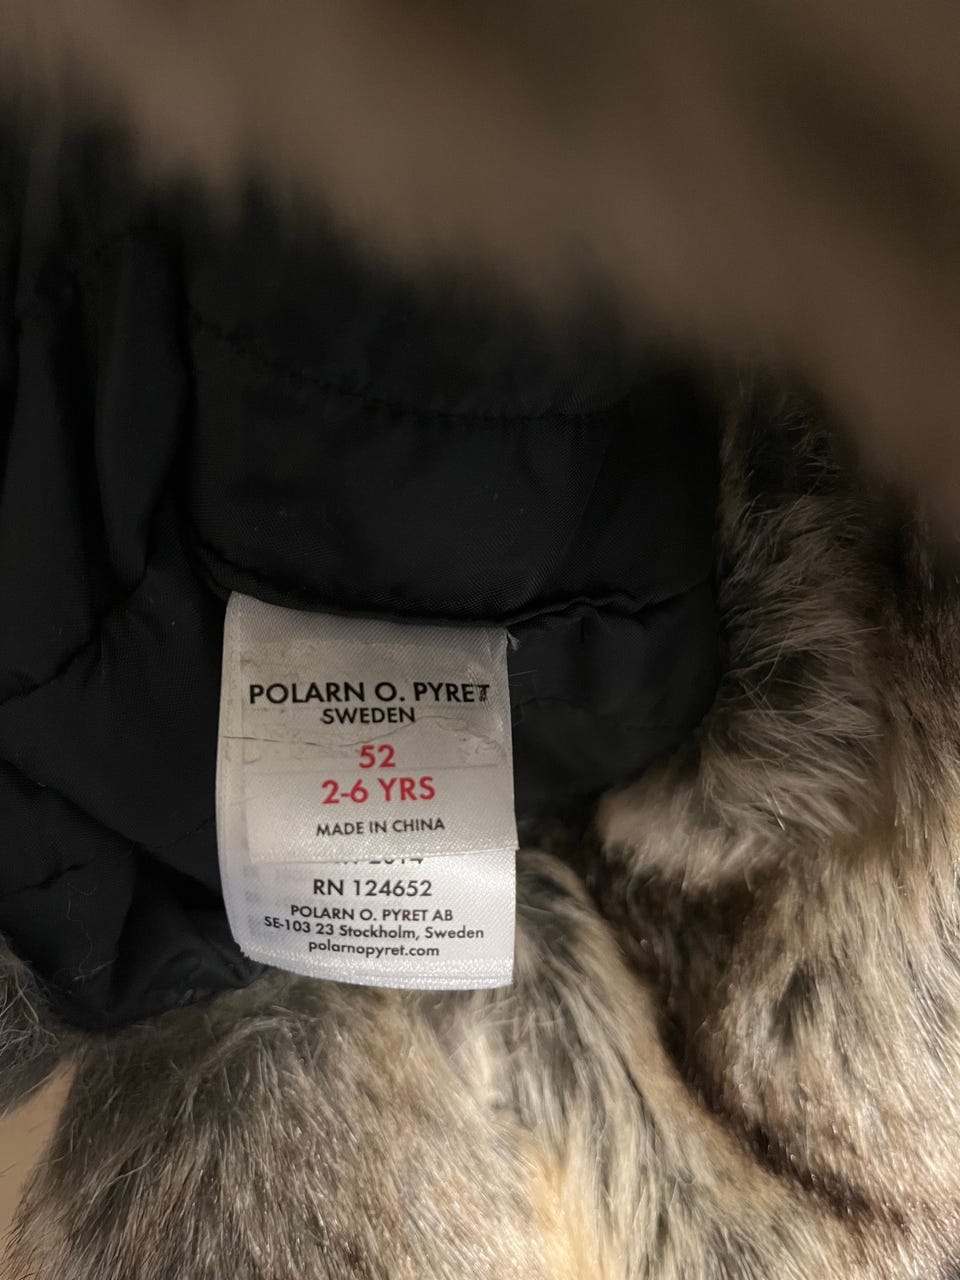 POLARN O. PYRET
SWEDEN
52
2-6 YRS
MADE IN CHINA
2014
RN 124652
POLARN O. PYRET AB
SE-103 23 Stockholm, Sweden
polarnopyret.com